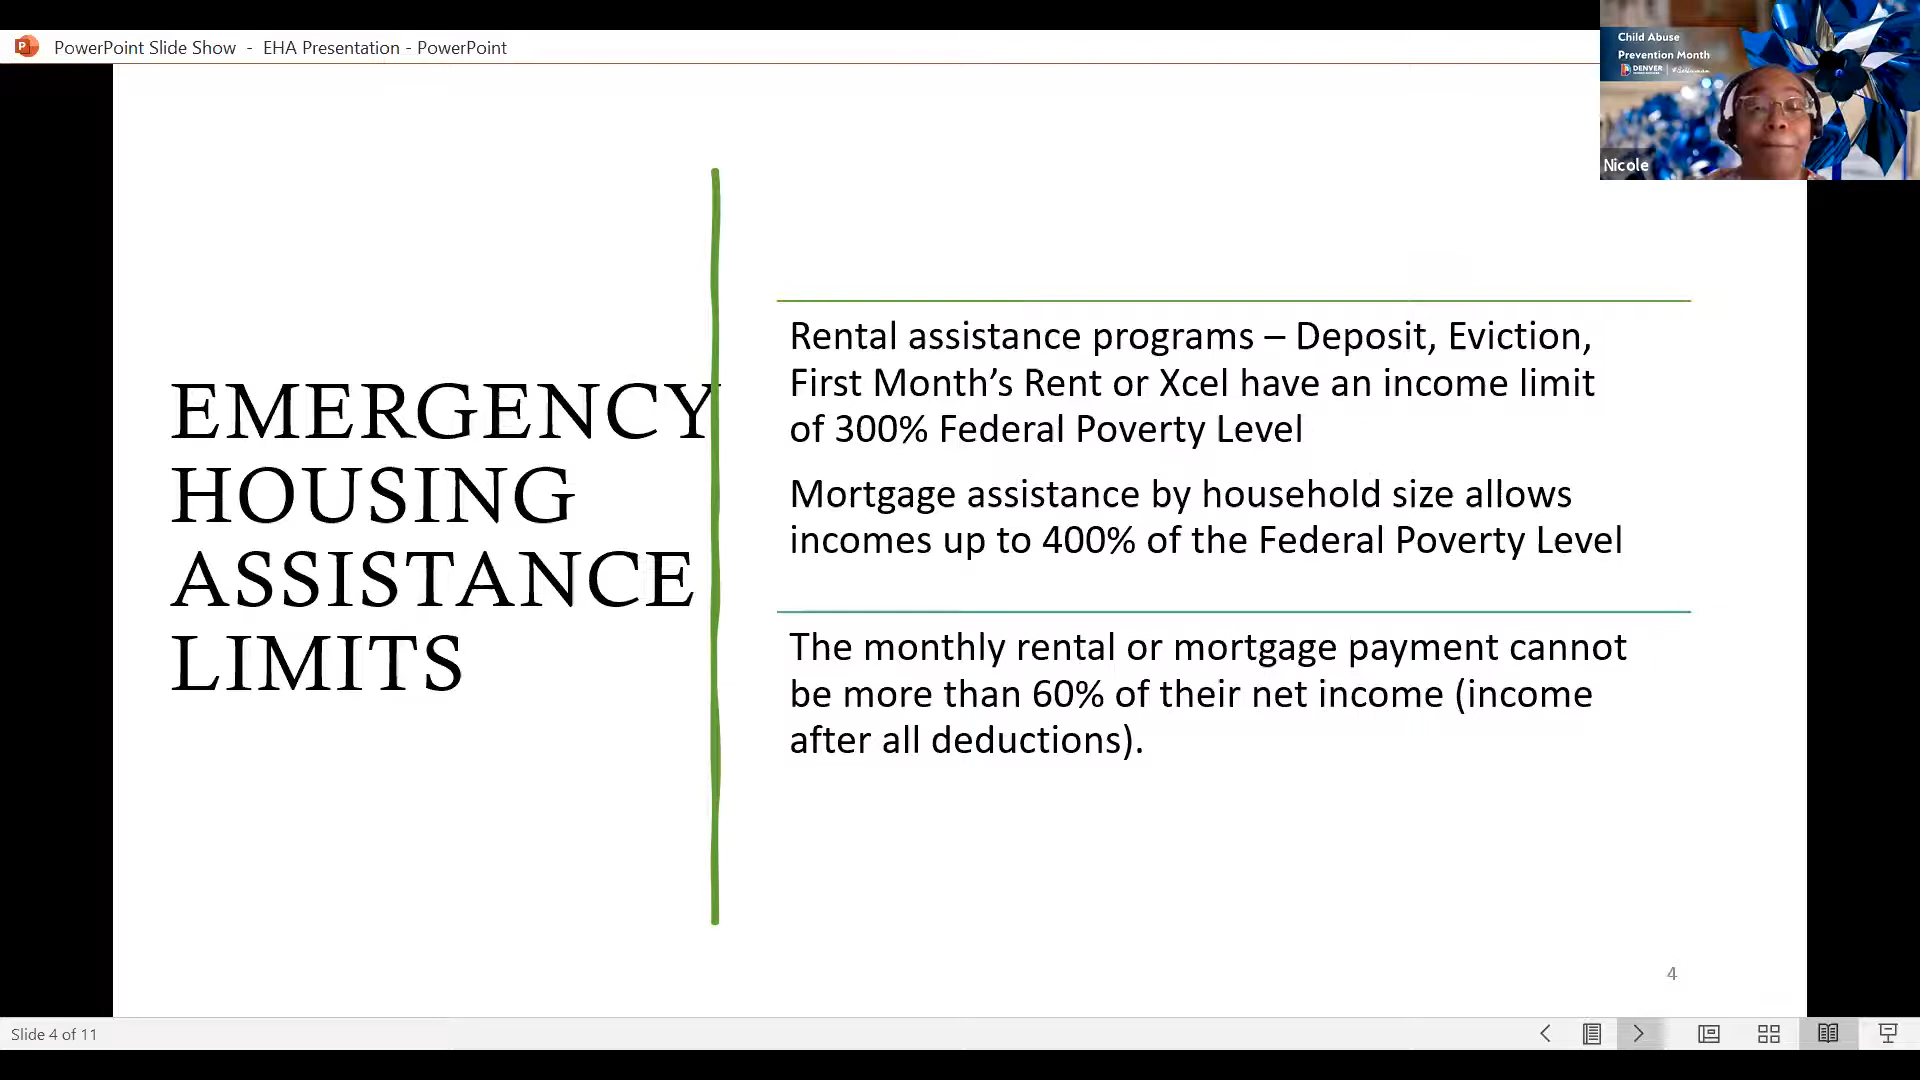 PowerPoint Slide Show - EHA Presentation - PowerPoint
Child Abuse
Prevention Month
DENVER
Nicole
EMERGENCY
HOUSING
ASSISTANCE
LIMITS
Rental assistance programs – Deposit, Eviction,
First Month’s Rent or Xcel have an income limit
of 300% Federal Poverty Level
Mortgage assistance by household size allows
incomes up to 400% of the Federal Poverty Level
The monthly rental or mortgage payment cannot
be more than 60% of their net income (income
after all deductions).
4
Slide 4 of 11